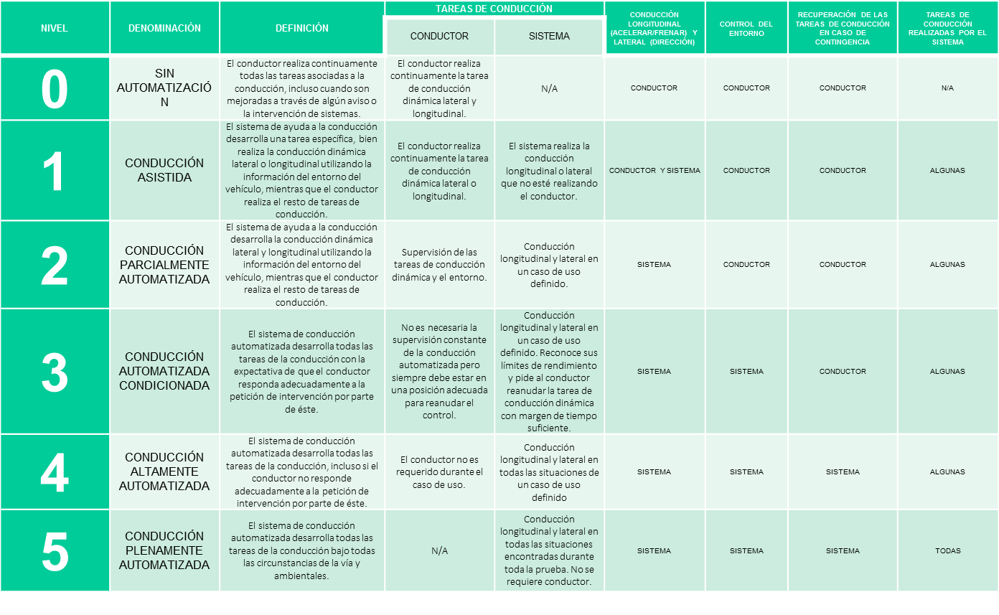 NIVEL
DENOMINACIÓN
DEFINICIÓN
TAREAS DE CONDUCCIÓN
CONDUCTOR
SISTEMA
CONDUCCIÓN
LONGITUDINAL
(ACELERAR/FRENAR) Y
LATERAL (DIRECCIÓN)
CONTROL DEL
ENTORNO
RECUPERACIÓN DE LAS
TAREAS DE CONDUCCIÓN
EN CASO DE
CONTINGENCIA
TAREAS DE
CONDUCCIÓN
REALIZADAS POR EL
SISTEMA
0
SIN
AUTOMATIZACIÓ
N
El conductor realiza continuamente
todas las tareas asociadas a la
conducción, incluso cuando son
mejoradas a través de algún aviso o
la intervención de sistemas.
El conductor realiza
continuamente la tarea
de conducción
dinámica lateral y
longitudinal.
N/A
CONDUCTOR
CONDUCTOR
CONDUCTOR
N/A
1
CONDUCCIÓN
ASISTIDA
El sistema de ayuda a la conducción
desarrolla una tarea específica, bien
realiza la conducción dinámica
lateral o longitudinal utilizando la
información del entorno del
vehículo, mientras que el conductor
realiza el resto de tareas de
conducción.
El conductor realiza
continuamente la tarea
de conducción
dinámica lateral o
longitudinal.
El sistema realiza la
conducción
longitudinal o lateral
que no esté realizando
el conductor.
CONDUCTOR Y SISTEMA
CONDUCTOR
CONDUCTOR
ALGUNAS
2
CONDUCCIÓN
PARCIALMENTE
AUTOMATIZADA
El sistema de ayuda a la conducción
desarrolla la conducción dinámica
lateral y longitudinal utilizando la
información del entorno del
vehículo, mientras que el conductor
realiza el resto de tareas de
conducción.
Supervisión de las
tareas de conducción
dinámica y el entorno.
Conducción
longitudinal y lateral en
un caso de uso
definido.
SISTEMA
CONDUCTOR
CONDUCTOR
ALGUNAS
3
CONDUCCIÓN
AUTOMATIZADA
CONDICIONADA
El sistema de conducción
automatizada desarrolla todas las
tareas de la conducción con la
expectativa de que el conductor
responda adecuadamente a la
petición de intervención por parte
de éste.
No es necesaria la
supervisión constante
de la conducción
automatizada pero
siempre debe estar en
una posición adecuada
para reanudar el
control.
Conducción
longitudinal y lateral en
un caso de uso
definido. Reconoce sus
límites de rendimiento
y pide al conductor
reanudar la tarea de
conducción dinámica
con margen de tiempo
suficiente.
SISTEMA
SISTEMA
CONDUCTOR
ALGUNAS
4
CONDUCCIÓN
ALTAMENTE
AUTOMATIZADA
El sistema de conducción
automatizada desarrolla todas las
tareas de la conducción, incluso si el
conductor no responde
adecuadamente a la petición de
intervención por parte de éste.
El conductor no es
requerido durante el
caso de uso.
Conducción
longitudinal y lateral en
todas las situaciones de
un caso de uso
definido
SISTEMA
SISTEMA
SISTEMA
ALGUNAS
5
CONDUCCIÓN
PLENAMENTE
AUTOMATIZADA
El sistema de conducción
automatizada desarrolla todas las
tareas de la conducción bajo todas
las circunstancias de la vía y
ambientales.
N/A
Conducción
longitudinal y lateral en
todas las situaciones
encontradas durante
toda la prueba. No se
requiere conductor.
SISTEMA
SISTEMA
SISTEMA
TODAS